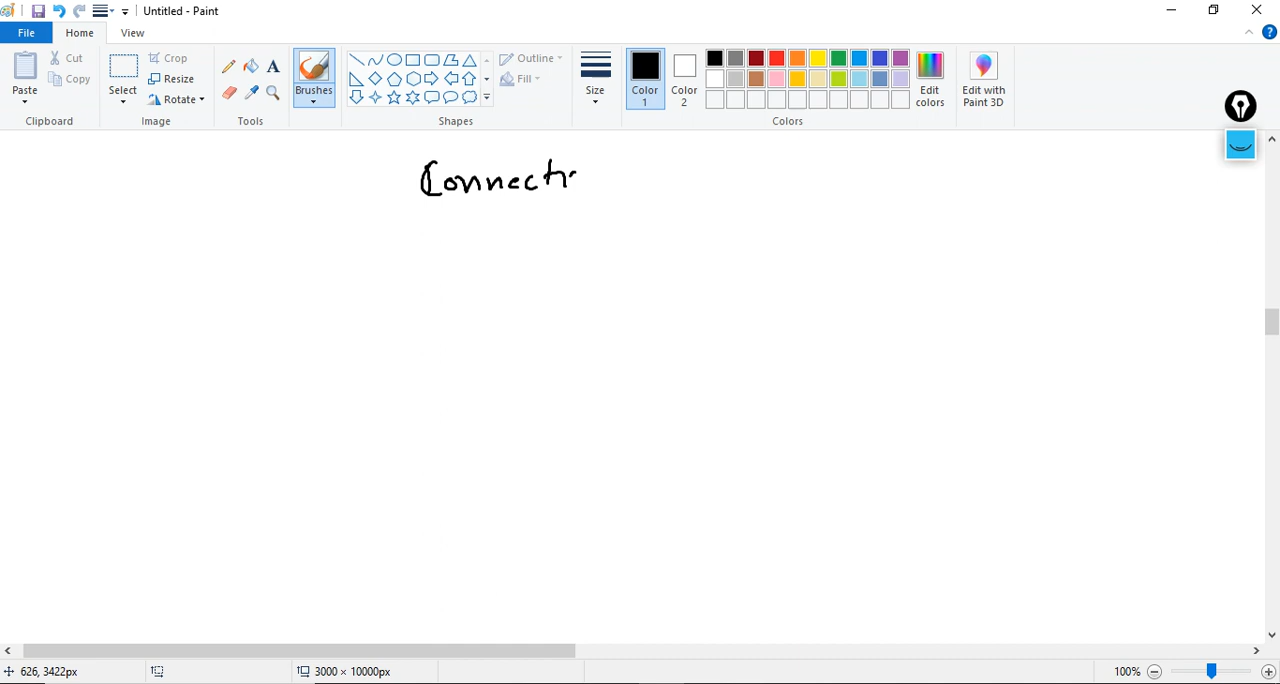 Untitled - Paint
File Home View
Paste
Cut
Copy
Clipboard
Select
Crop
Resize
Rotate
Image
Tools
Brushes
Shapes
Outline
Fill
Size
Color 1
Color 2
Colors
Edit colors
Edit with Paint 3D
Connecti
626, 3422px
3000 × 10000px
100%